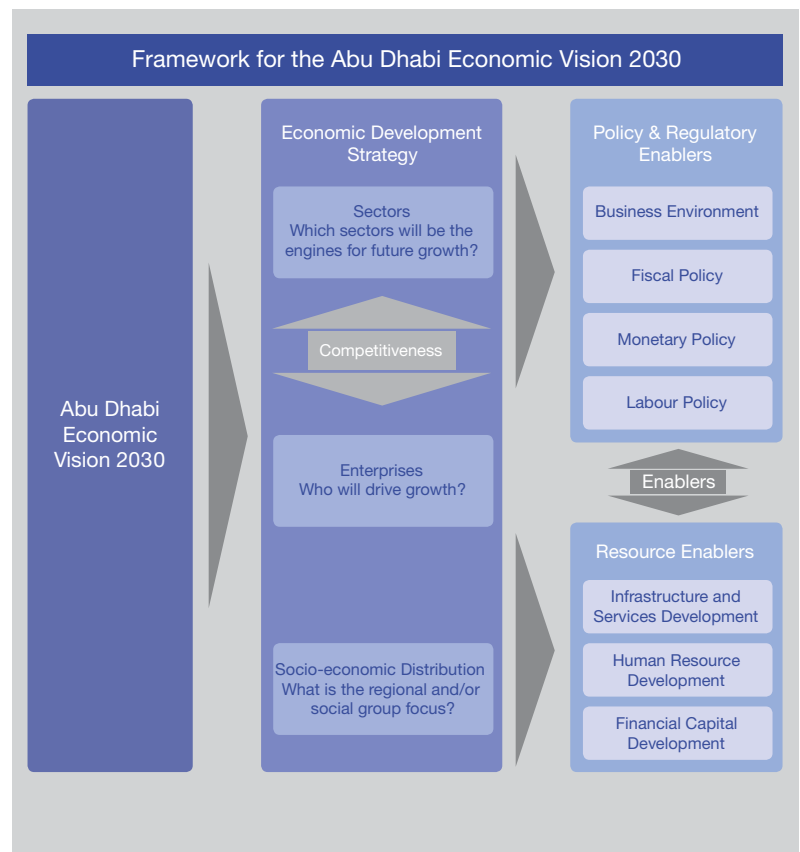 Framework for the Abu Dhabi Economic Vision 2030
Abu Dhabi
Economic
Vision 2030
Economic Development
Strategy
Sectors
Which sectors will be the
engines for future growth?
Competitiveness
Enterprises
Who will drive growth?
Socio-economic Distribution
What is the regional and/or
social group focus?
Policy & Regulatory
Enablers
Business Environment
Fiscal Policy
Monetary Policy
Labour Policy
Enablers
Resource Enablers
Infrastructure and
Services Development
Human Resource
Development
Financial Capital
Development